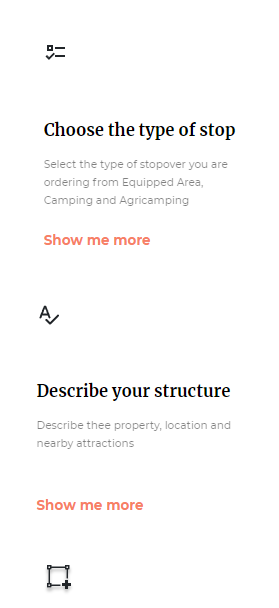 Choose the type of stop
Select the type of stopover you are
ordering from Equipped Area,
Camping and Agricamping
Show me more
Describe your structure
Describe thee property, location and
nearby attractions
Show me more